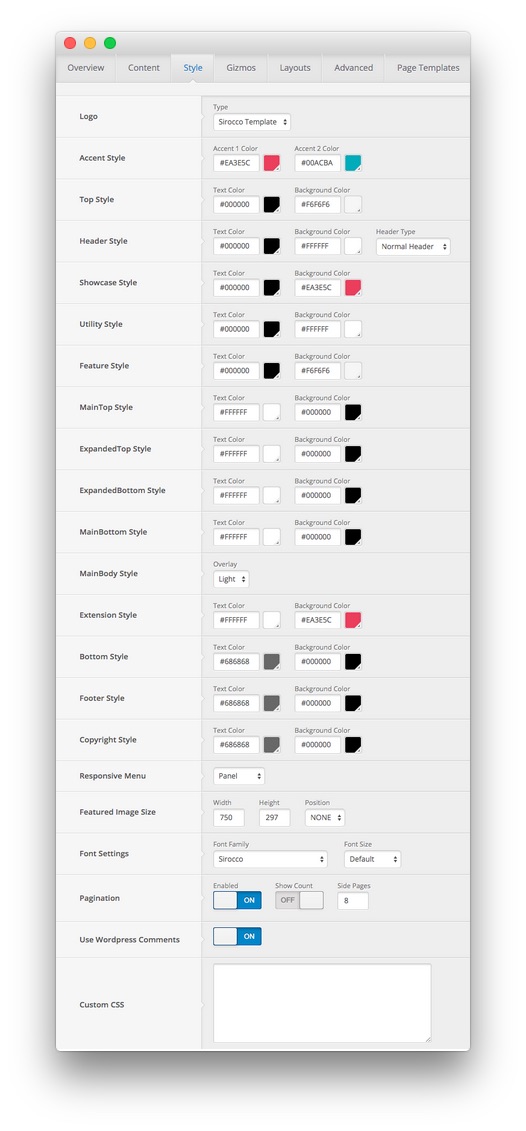 Overview Content Style Gizmos Layouts Advanced Page Templates
Type
Logo Sirocco Template
Accent 1 Color Accent 2 Color
Accent Style #EA3E5C #00ACBA
Text Color Background Color
Top Style #000000 #F6F6F6
Text Color Background Color Header Type
Header Style #000000 #FFFFFF Normal Header
Text Color Background Color
Showcase Style #000000 #EA3E5C
Text Color Background Color
Utility Style #000000 #FFFFFF
Text Color Background Color
Feature Style #000000 #F6F6F6
Text Color Background Color
MainTop Style #FFFFFF #000000
Text Color Background Color
ExpandedTop Style #FFFFFF #000000
Text Color Background Color
ExpandedBottom Style #FFFFFF #000000
Text Color Background Color
MainBottom Style #FFFFFF #000000
Overlay
MainBody Style Light
Text Color Background Color
Extension Style #FFFFFF #EA3E5C
Text Color Background Color
Bottom Style #686868 #000000
Text Color Background Color
Footer Style #686868 #000000
Text Color Background Color
Copyright Style #686868 #000000
Responsive Menu Panel
Width Height Position
Featured Image Size 750 297 NONE
Font Family Font Size
Font Settings Sirocco Default
Enabled Show Count Side Pages
Pagination ON OFF 8
Use Wordpress Comments ON
Custom CSS